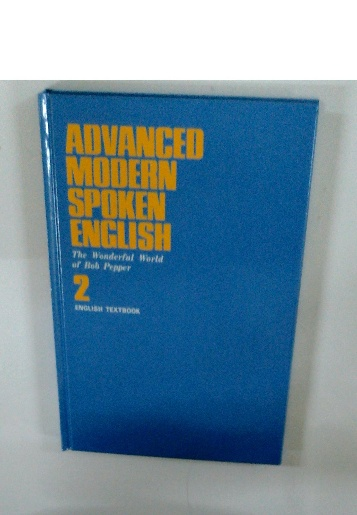 ADVANCED
MODERN
SPOKEN
ENGLISH
The Wonderful World
of Bob Pepper
2
ENGLISH TEXTBOOK